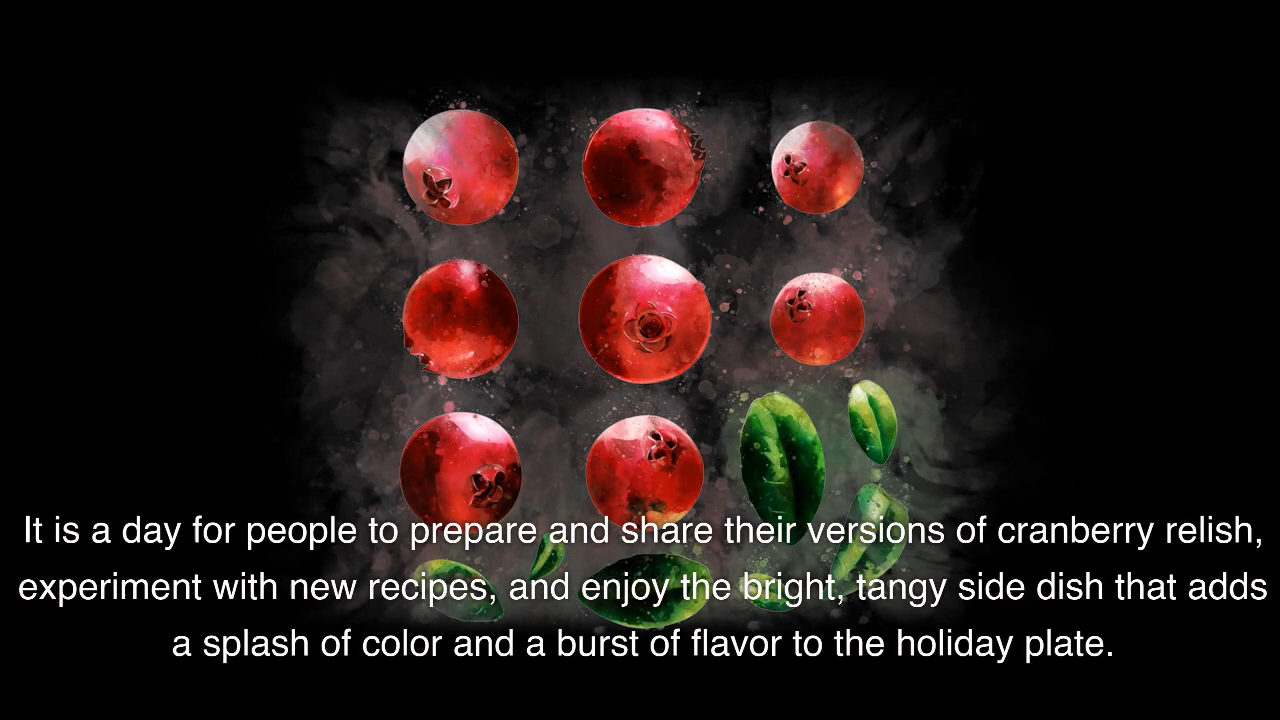 It is a day for people to prepare and share their versions of cranberry relish,
experiment with new recipes, and enjoy the bright, tangy side dish that adds
a splash of color and a burst of flavor to the holiday plate.